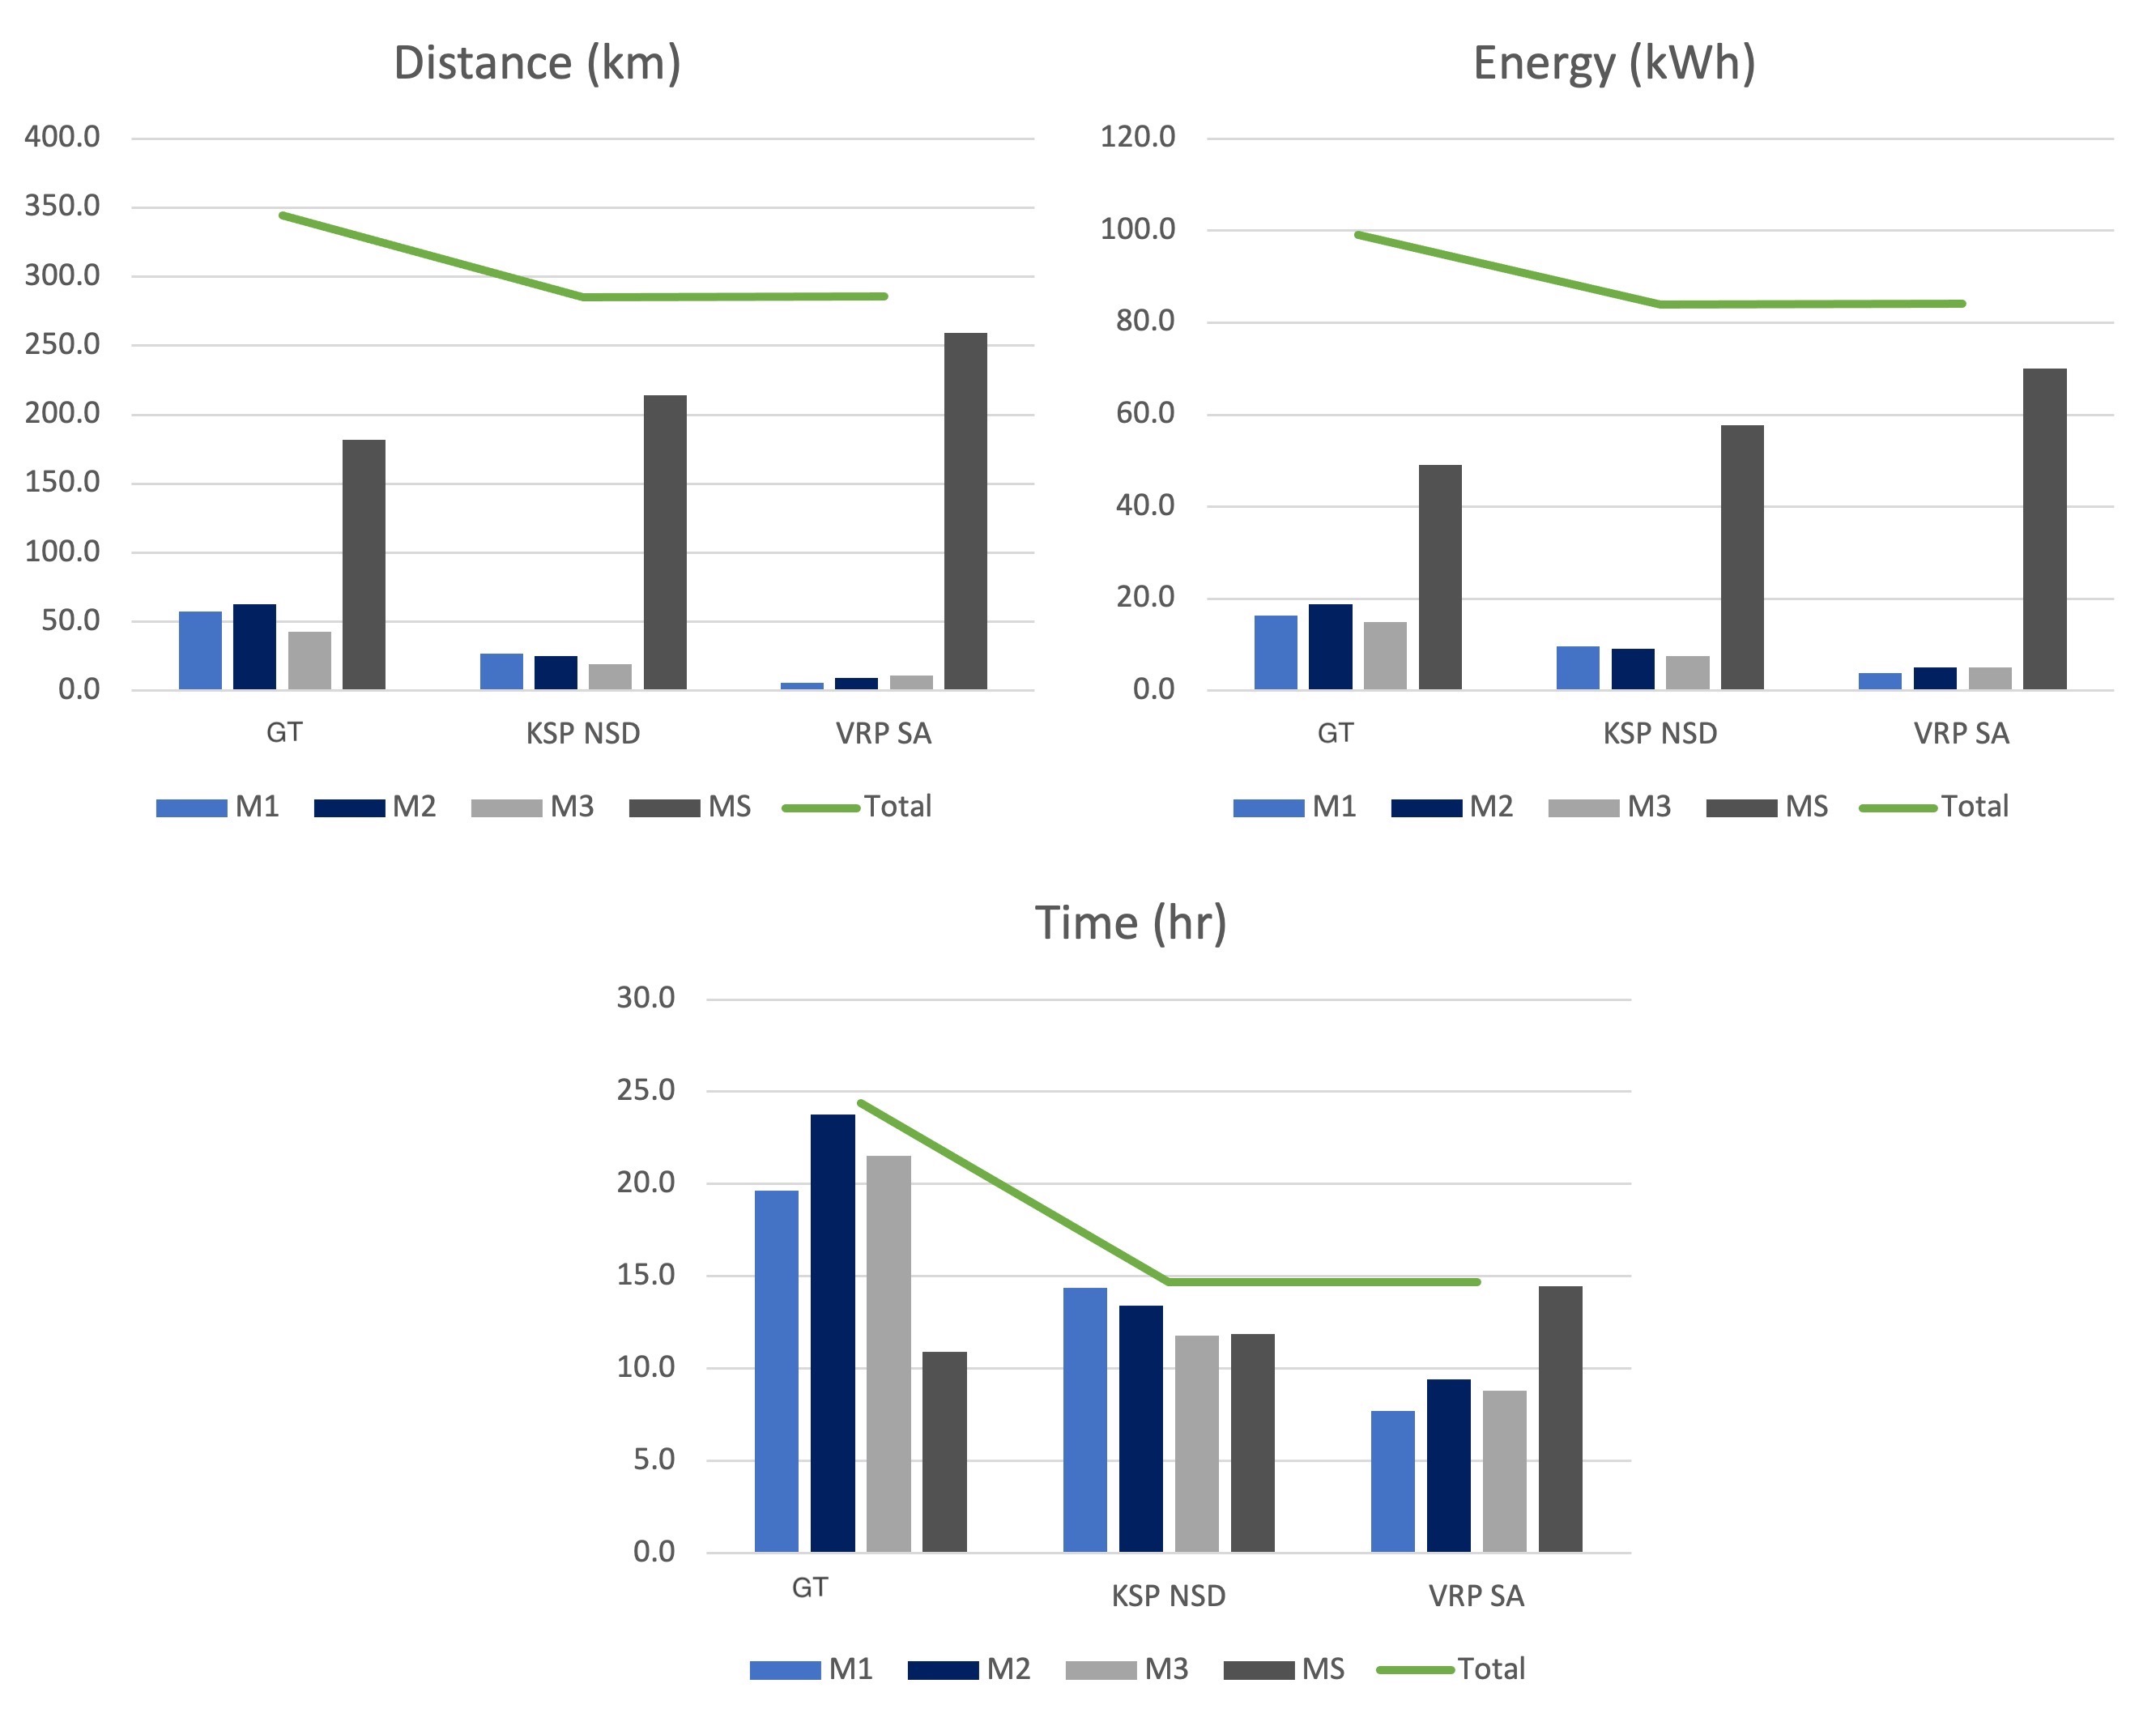 Distance (km)
400.0
350.0
300.0
250.0
200.0
150.0
100.0
50.0
0.0
GT KSP NSD VRP SA
M1 M2 M3 MS Total
Energy (kWh)
120.0
100.0
80.0
60.0
40.0
20.0
0.0
GT KSP NSD VRP SA
M1 M2 M3 MS Total
Time (hr)
30.0
25.0
20.0
15.0
10.0
5.0
0.0
GT KSP NSD VRP SA
M1 M2 M3 MS Total